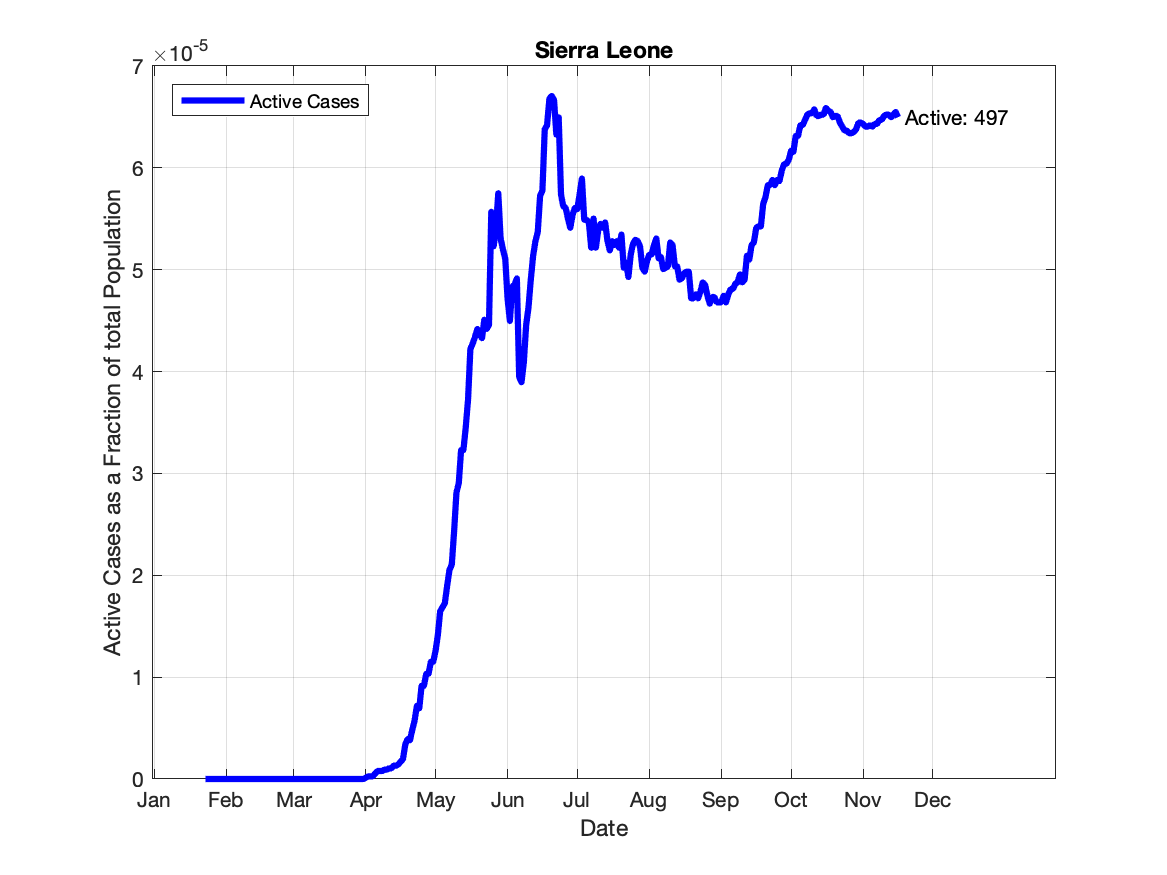 Sierra Leone
×10-5
7
6
5
4
3
2
1
0
Active Cases as a Fraction of total Population
Active Cases
Active: 497
Jan Feb Mar Apr May Jun Jul Aug Sep Oct Nov Dec
Date